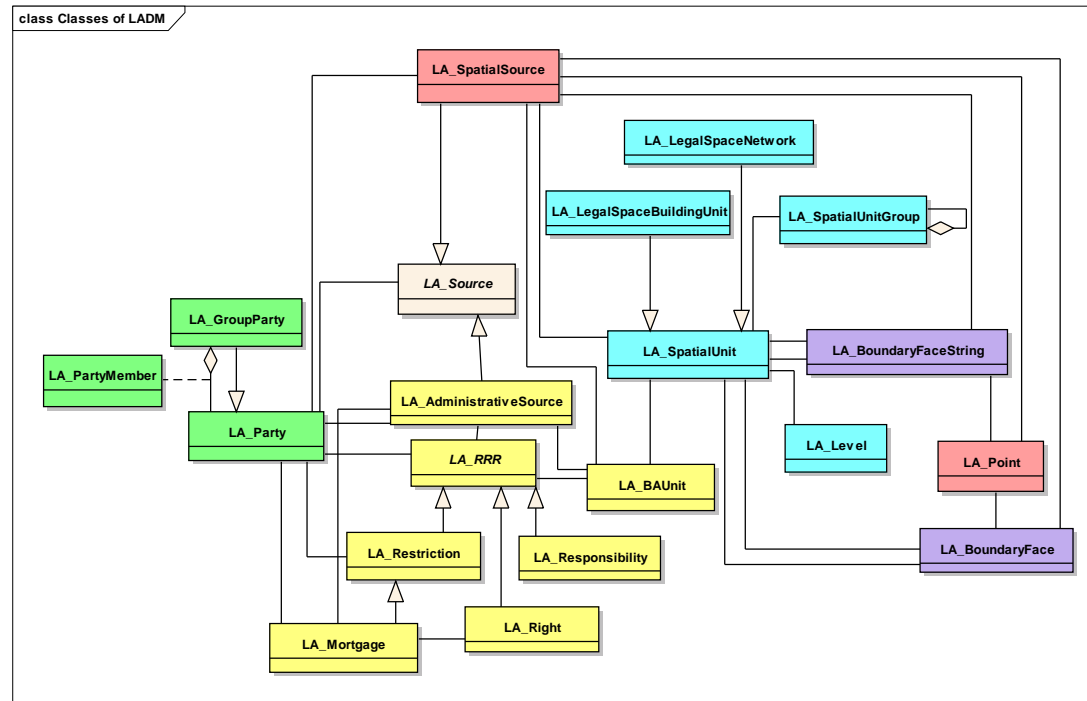 class Classes of LADM
LA_SpatialSource
LA_LegalSpaceNetwork
LA_LegalSpaceBuildingUnit
LA_SpatialUnitGroup
LA_Source
LA_GroupParty
LA_SpatialUnit
LA_BoundaryFaceString
LA_PartyMember
LA_AdministrativeSource
LA_Party
LA_Level
LA_RRR
LA_Point
LA_BAUnit
LA_Restriction
LA_Responsibility
LA_BoundaryFace
LA_Right
LA_Mortgage